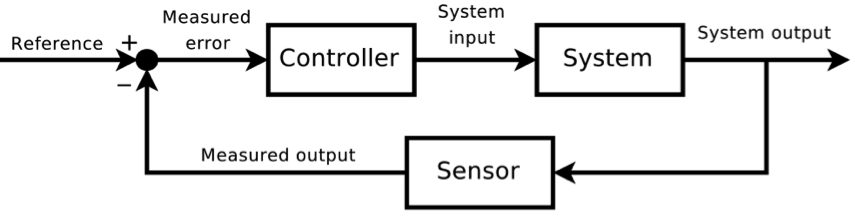 Reference
+
−
Measured
error
Controller
System
input
System
System output
Measured output
Sensor